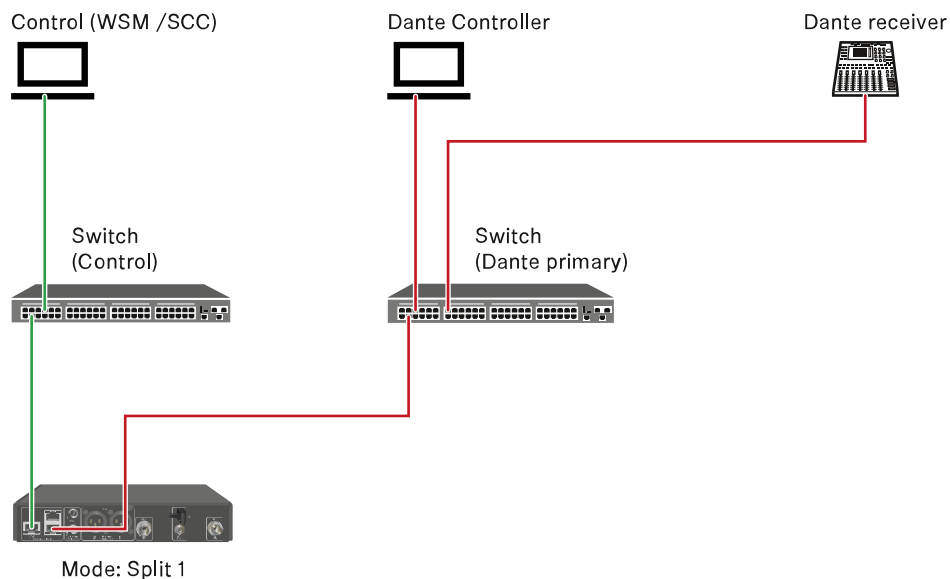 Control (WSM /SCC)
Dante Controller
Dante receiver
Switch
(Control)
Switch
(Dante primary)
Mode: Split 1